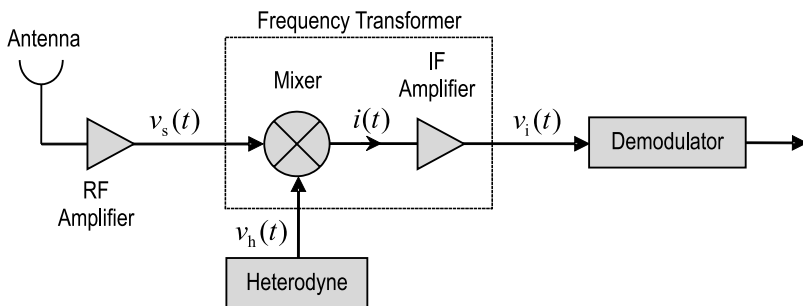 Frequency Transformer
Antenna
Mixer
IF
Amplifier
v_s(t)
i(t)
v_i(t)
Demodulator
RF
Amplifier
v_h(t)
Heterodyne